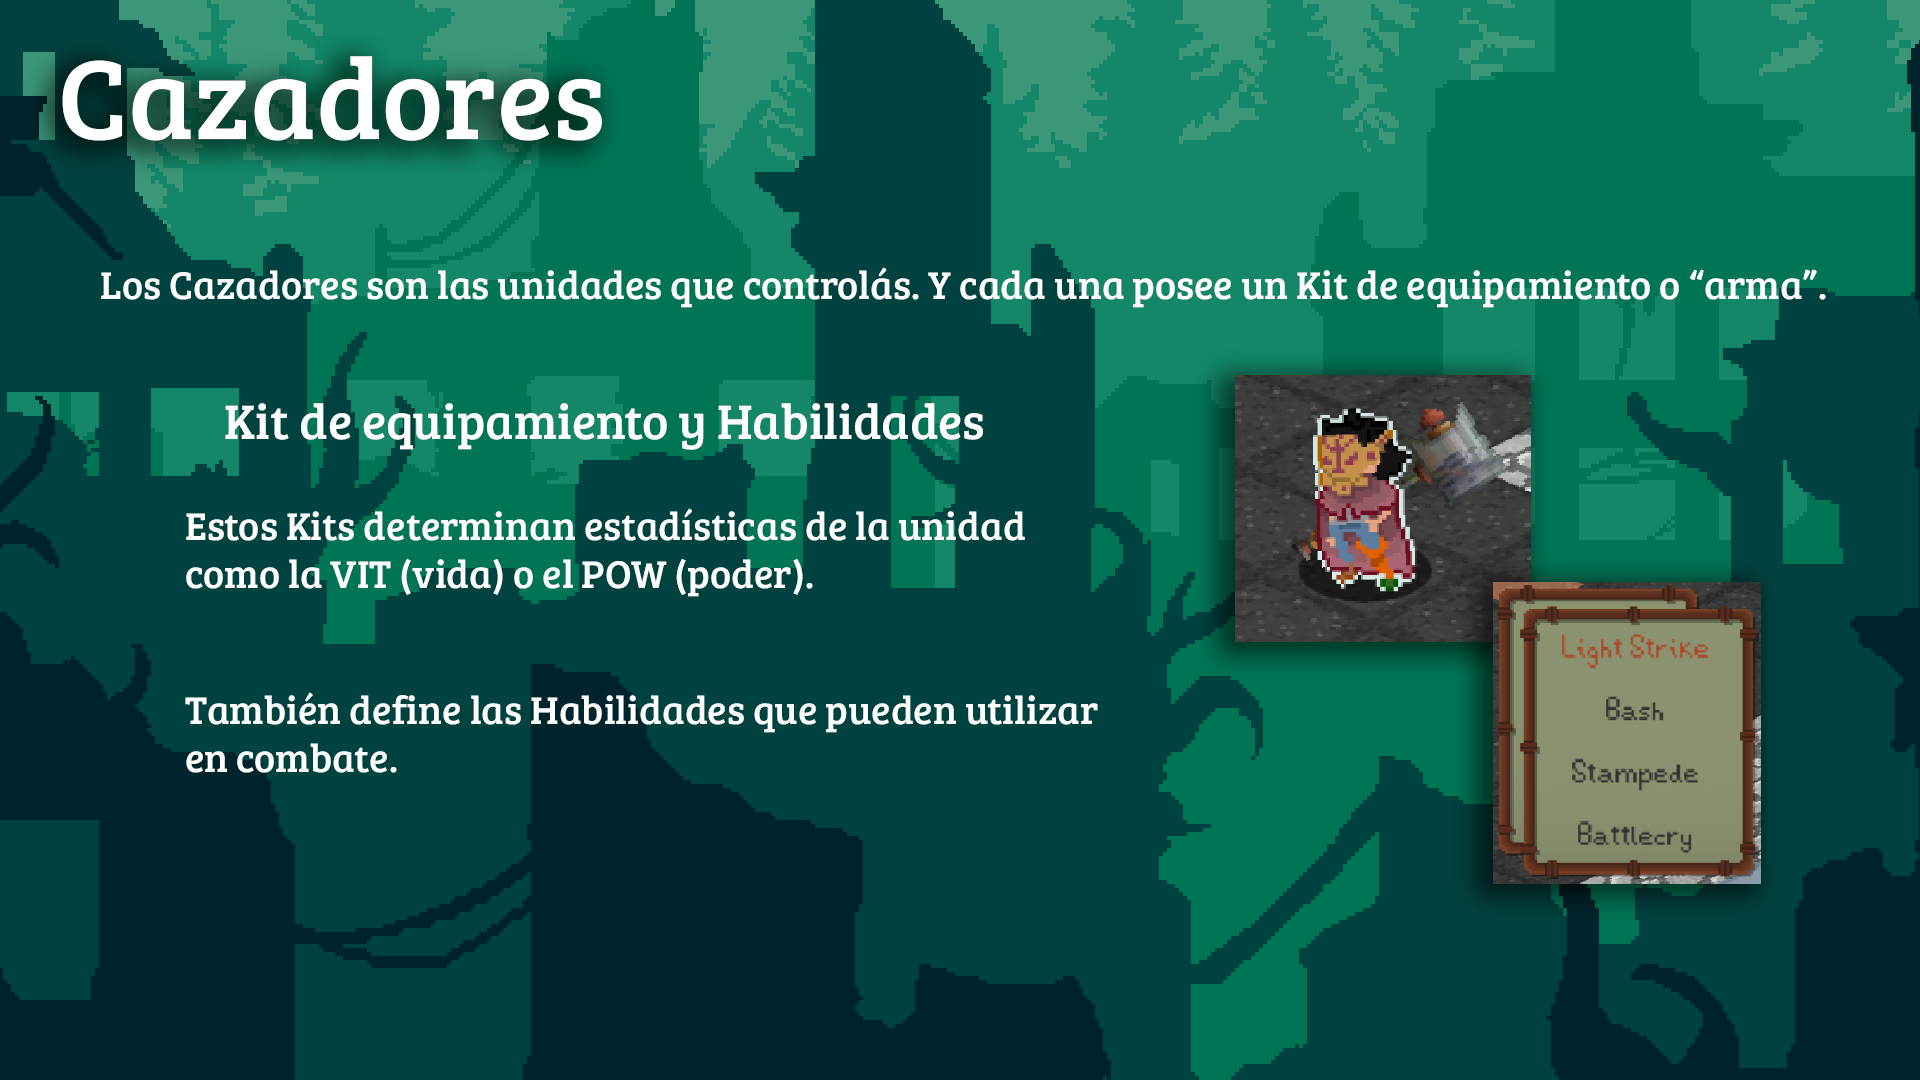 Cazadores
Los Cazadores son las unidades que controlás. Y cada una posee un Kit de equipamiento o “arma”.
Kit de equipamiento y Habilidades
Estos Kits determinan estadísticas de la unidad
como la VIT (vida) o el POW (poder).
También define las Habilidades que pueden utilizar
en combate.
Light Strike
Bash
Stampede
Battlecry